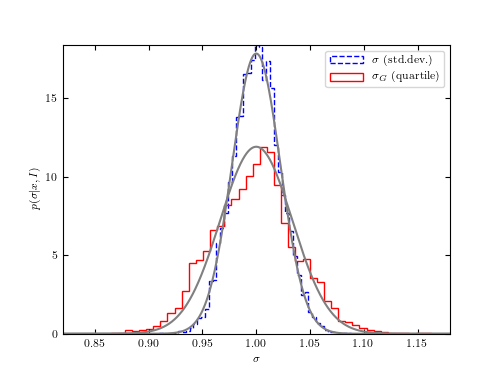 σ (std.dev.)
σ_G (quartile)
p(σ|x, I)
15
10
5
0
0.85 0.90 0.95 1.00 1.05 1.10 1.15
σ